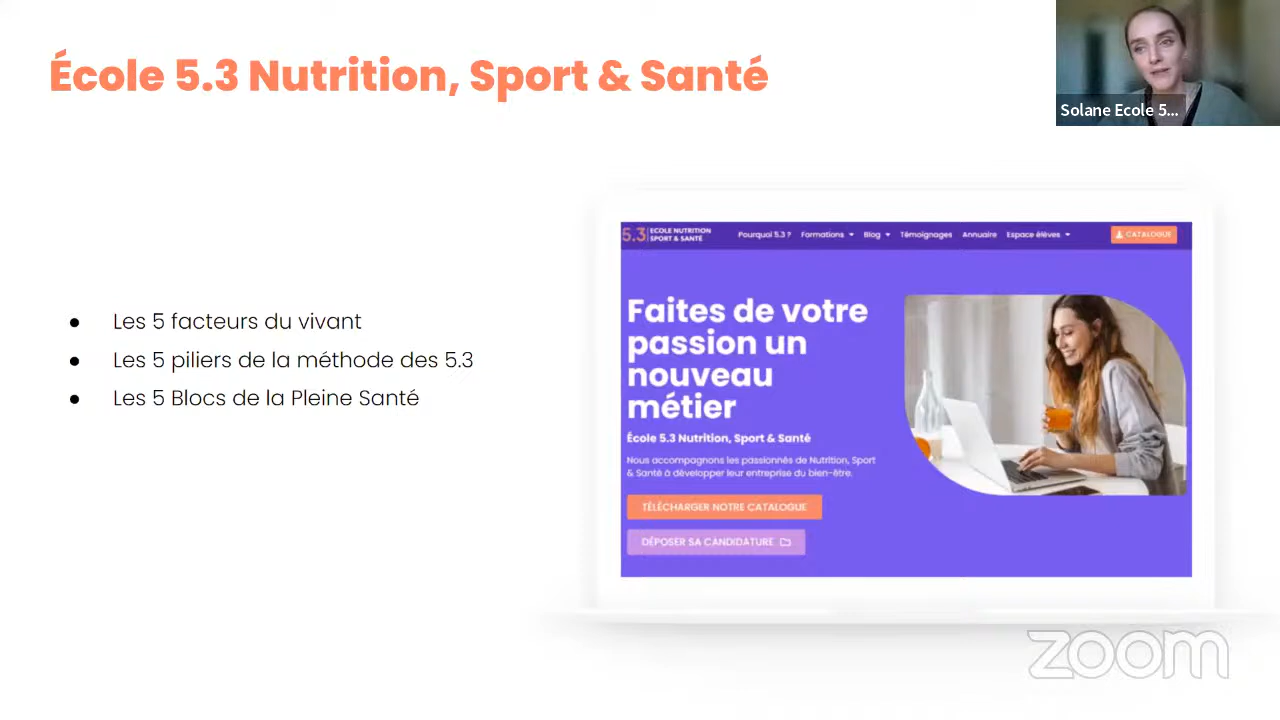 École 5.3 Nutrition, Sport & Santé
Solane Ecole 5...
● Les 5 facteurs du vivant
● Les 5 piliers de la méthode des 5.3
● Les 5 Blocs de la Pleine Santé
5.3 ECOLE NUTRITION
SPORT & SANTÉ
Pourquoi 5.3 ? Formations Blog Témoignages Annuaire Espace élèves CATALOGUE
Faites de votre
passion un
nouveau
métier
École 5.3 Nutrition, Sport & Santé
Nous accompagnons les passionnés de Nutrition, Sport
& Santé à développer leur entreprise du bien-être.
TÉLÉCHARGER NOTRE CATALOGUE
DÉPOSER SA CANDIDATURE
zoom